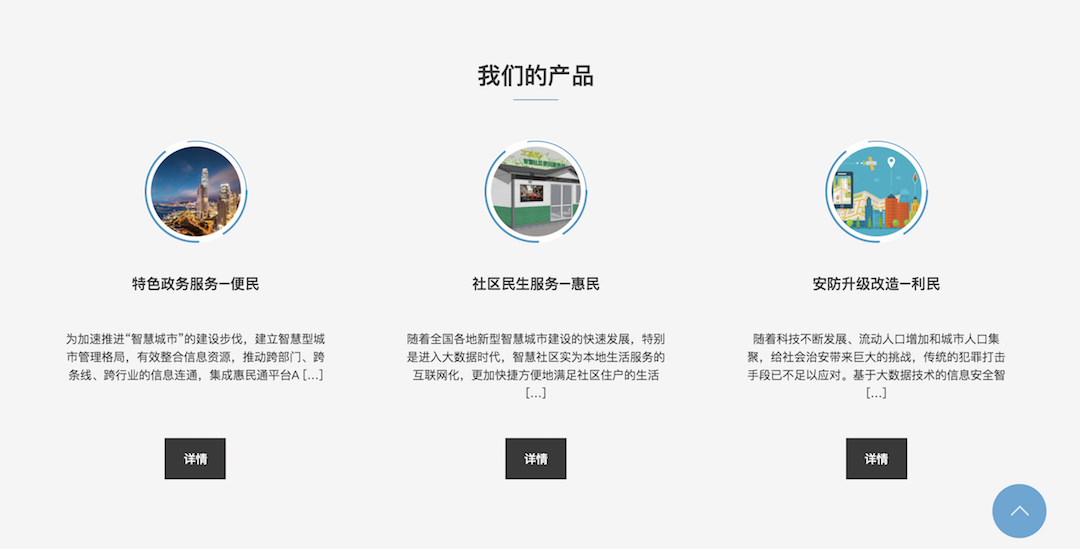 我们的产品
智慧社区便民服务站
特色政务服务—便民
社区民生服务—惠民
安防升级改造—利民
为加速推进“智慧城市”的建设步伐，建立智慧型城
市管理格局，有效整合信息资源，推动跨部门、跨
条线、跨行业的信息连通，集成惠民通平台A […]
随着全国各地新型智慧城市建设的快速发展，特别
是进入大数据时代，智慧社区实为本地生活服务的
互联网化，更加快捷方便地满足社区住户的生活
[…]
随着科技不断发展、流动人口增加和城市人口集
聚，给社会治安带来巨大的挑战，传统的犯罪打击
手段已不足以应对。基于大数据技术的信息安全智
[…]
详情
详情
详情